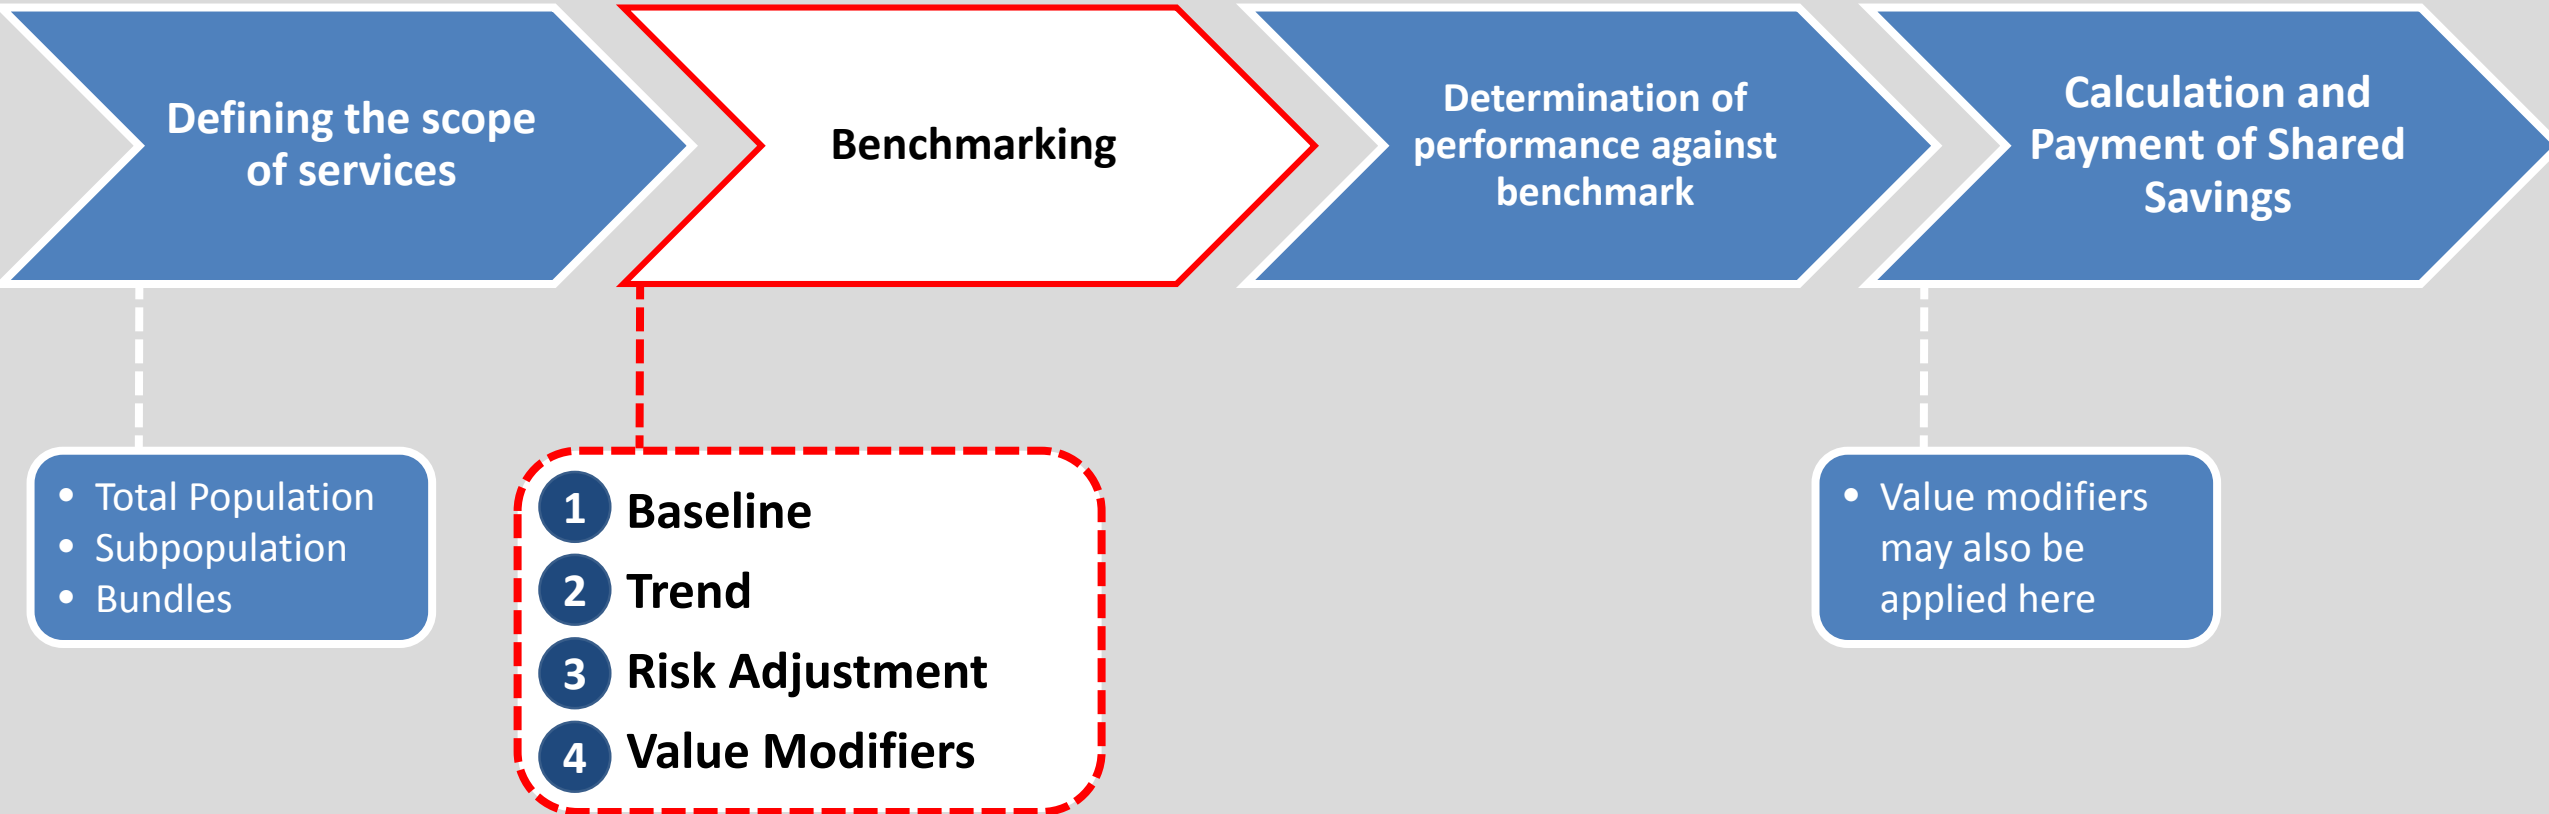 Defining the scope
of services
Benchmarking
Determination of
performance against
benchmark
Calculation and
Payment of Shared
Savings
• Total Population
• Subpopulation
• Bundles
1 Baseline
2 Trend
3 Risk Adjustment
4 Value Modifiers
• Value modifiers
may also be
applied here